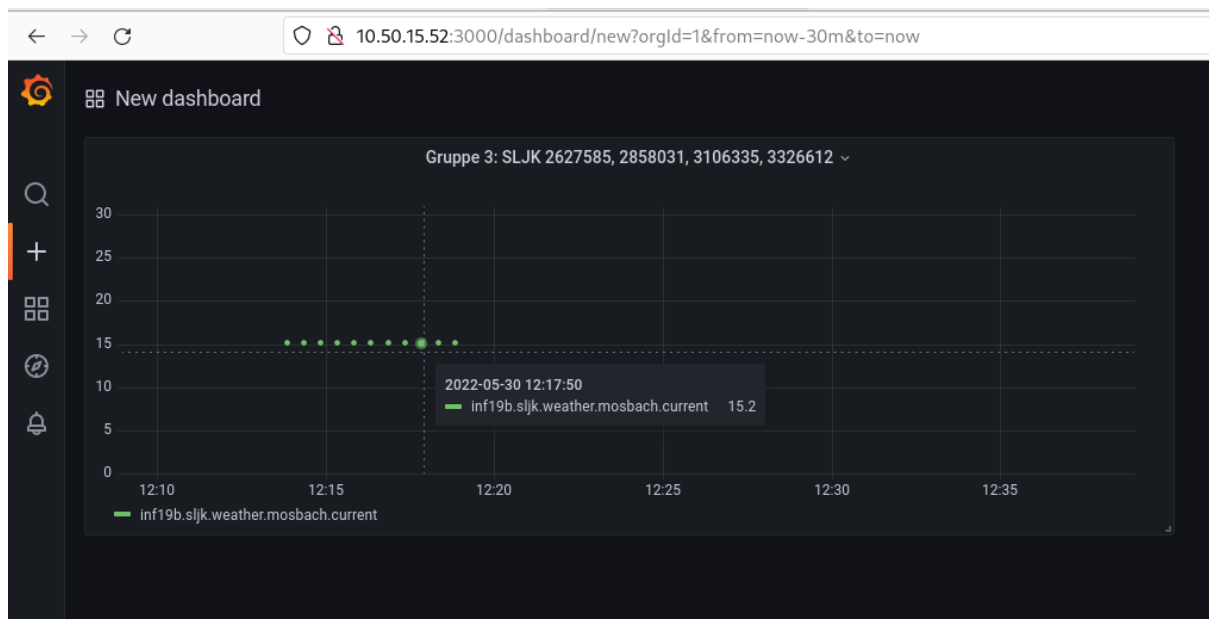 10.50.15.52:3000/dashboard/new?orgId=1&from=now-30m&to=now
New dashboard
Gruppe 3: SLJK 2627585, 2858031, 3106335, 3326612
30
25
20
15
10
5
0
2022-05-30 12:17:50
inf19b.sljk.weather.mosbach.current 15.2
12:10 12:15 12:20 12:25 12:30 12:35
inf19b.sljk.weather.mosbach.current